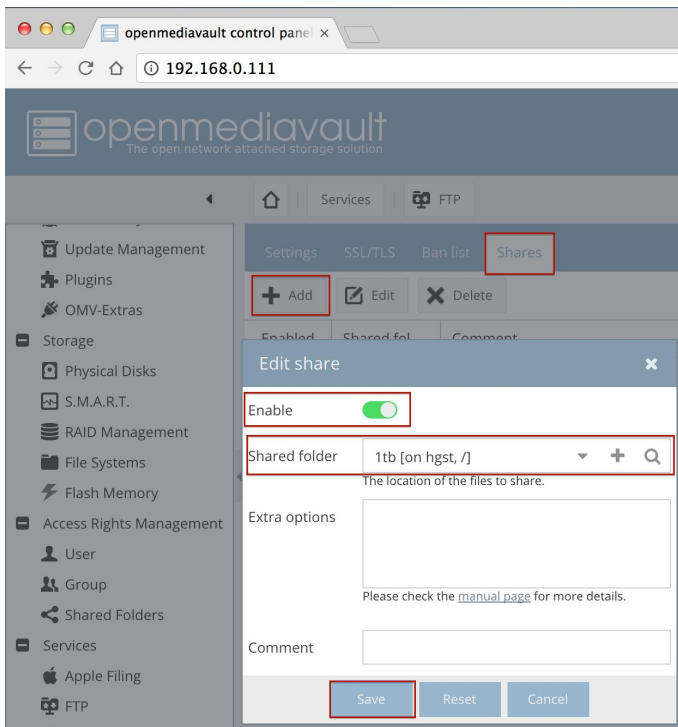 openmediavault control panel ×
192.168.0.111
openmediavault
The open network attached storage solution
Services
FTP
Update Management
Plugins
OMV-Extras
Storage
Physical Disks
S.M.A.R.T.
RAID Management
File Systems
Flash Memory
Access Rights Management
User
Group
Shared Folders
Services
Apple Filing
FTP
Settings SSL/TLS Ban list Shares
Add Edit Delete
Enabled Shared fol Comment
Edit share
Enable
Shared folder 1tb [on hgst, /]
The location of the files to share.
Extra options
Please check the manual page for more details.
Comment
Save Reset Cancel